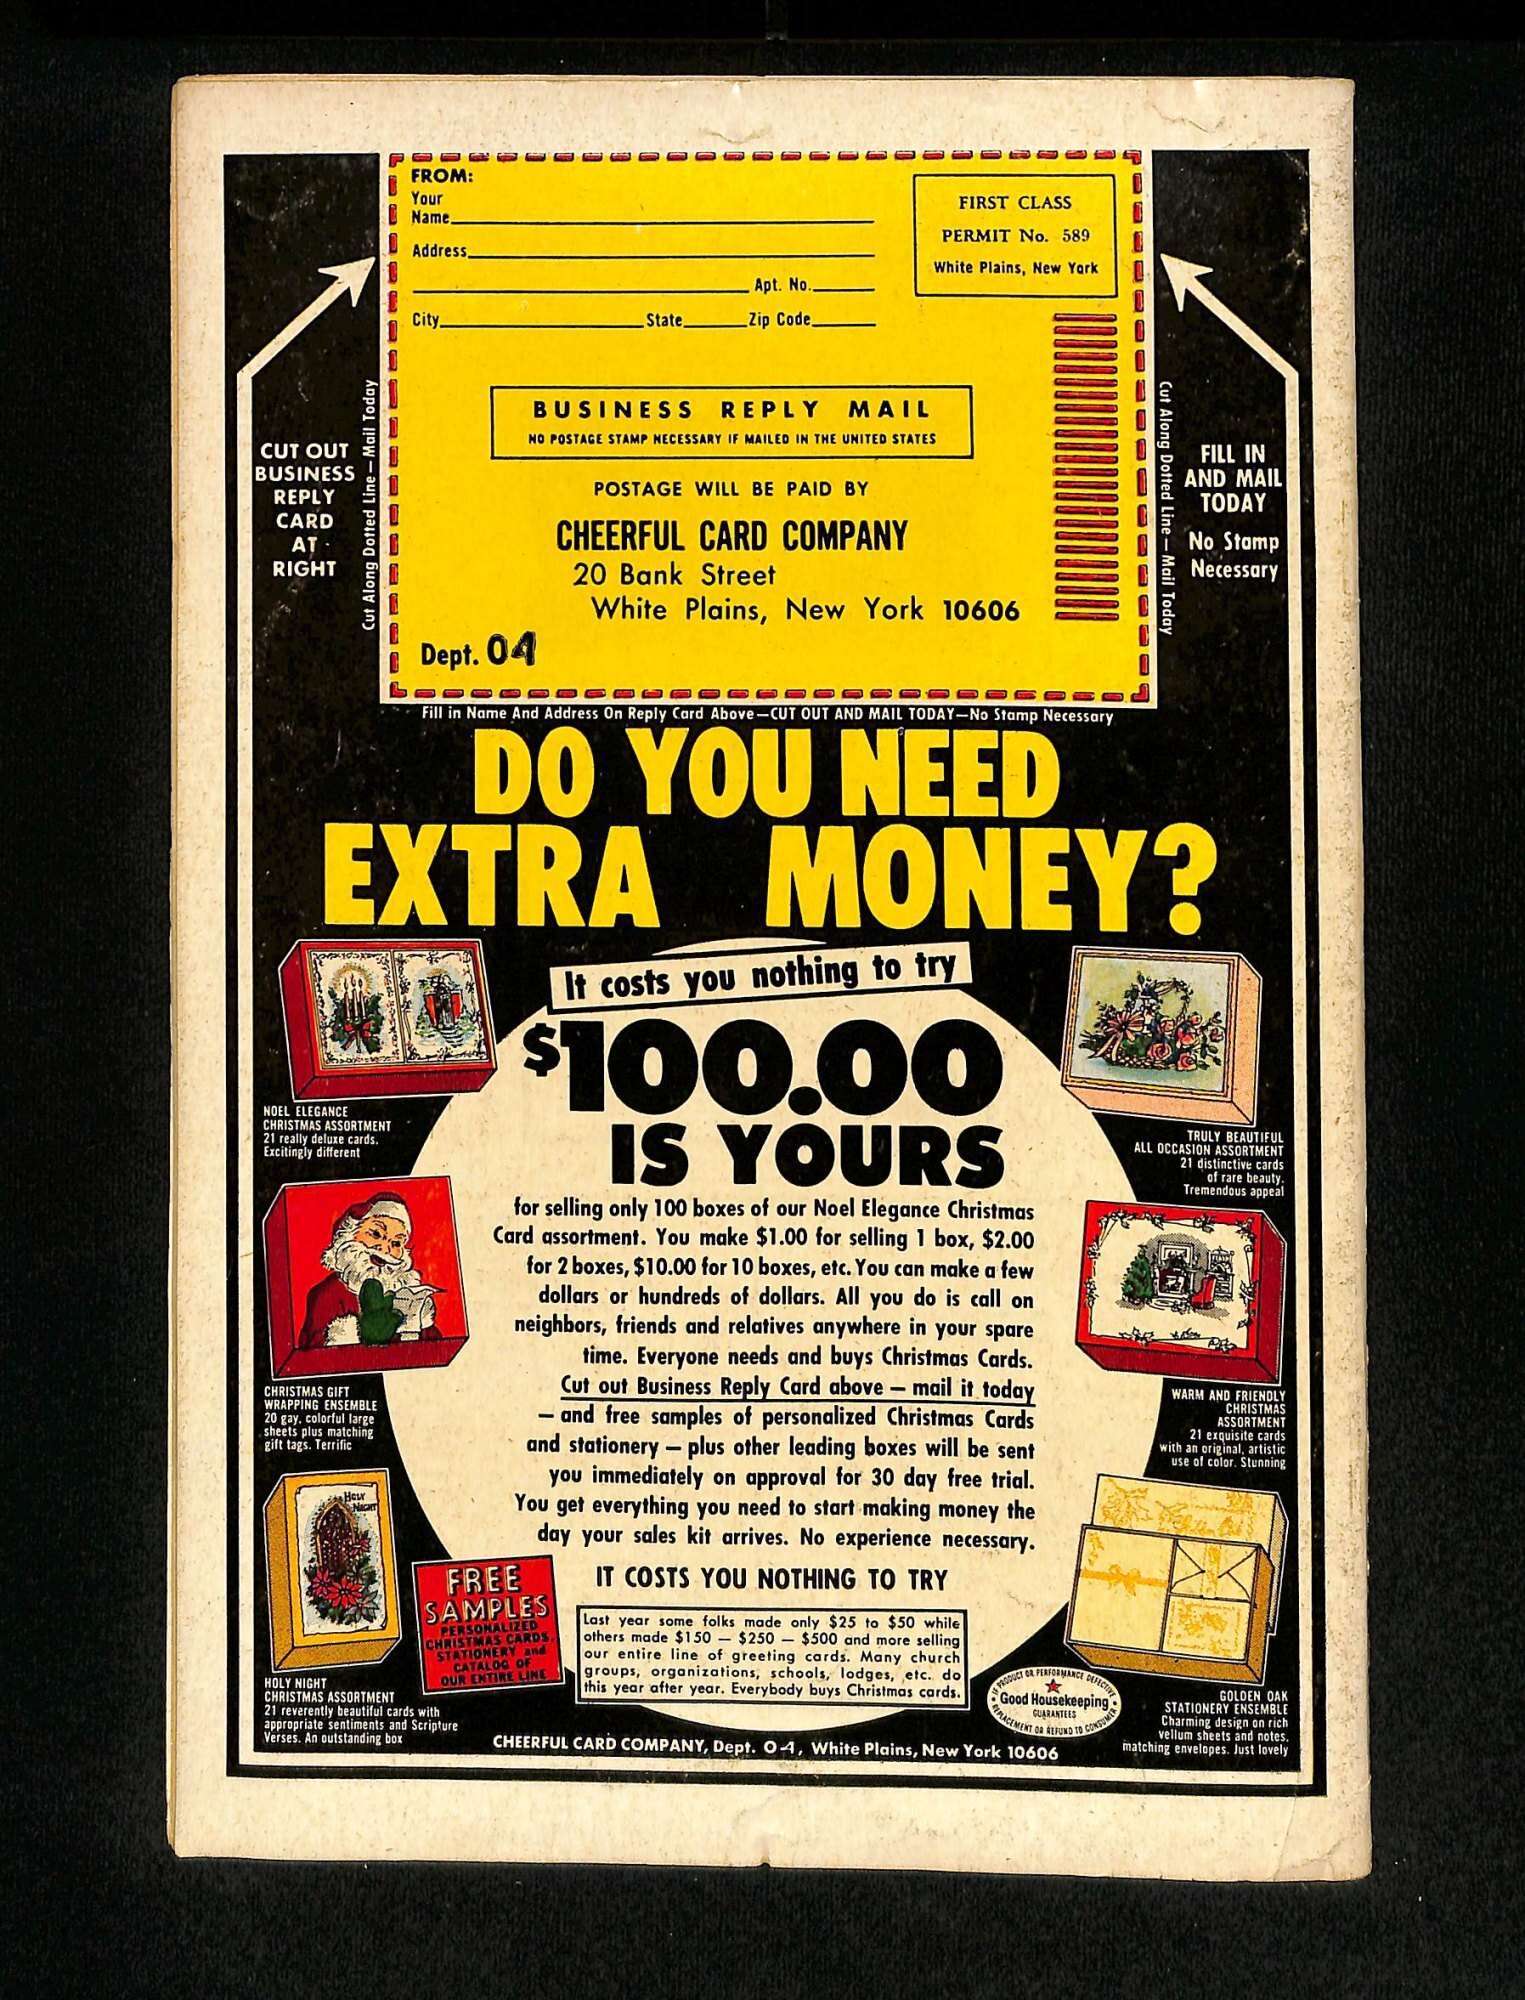 FROM:
Your
Name
Address
Apt. No.
City State Zip Code
FIRST CLASS
PERMIT No. 589
White Plains, New York
BUSINESS REPLY MAIL
NO POSTAGE STAMP NECESSARY IF MAILED IN THE UNITED STATES
POSTAGE WILL BE PAID BY
CHEERFUL CARD COMPANY
20 Bank Street
White Plains, New York 10606
Dept. 04
CUT OUT
BUSINESS
REPLY
CARD
AT
RIGHT
Cut Along Dotted Line — Mail Today
Cut Along Dotted Line — Mail Today
FILL IN
AND MAIL
TODAY
No Stamp
Necessary
Fill in Name And Address On Reply Card Above—CUT OUT AND MAIL TODAY—No Stamp Necessary
DO YOU NEED
EXTRA MONEY?
It costs you nothing to try
$100.00
IS YOURS
for selling only 100 boxes of our Noel Elegance Christmas
Card assortment. You make $1.00 for selling 1 box, $2.00
for 2 boxes, $10.00 for 10 boxes, etc. You can make a few
dollars or hundreds of dollars. All you do is call on
neighbors, friends and relatives anywhere in your spare
time. Everyone needs and buys Christmas Cards.
Cut out Business Reply Card above — mail it today
— and free samples of personalized Christmas Cards
and stationery — plus other leading boxes will be sent
you immediately on approval for 30 day free trial.
You get everything you need to start making money the
day your sales kit arrives. No experience necessary.
IT COSTS YOU NOTHING TO TRY
Last year some folks made only $25 to $50 while
others made $150 — $250 — $500 and more selling
our entire line of greeting cards. Many church
groups, organizations, schools, lodges, etc. do
this year after year. Everybody buys Christmas cards.
NOEL ELEGANCE
CHRISTMAS ASSORTMENT
21 really deluxe cards.
Excitingly different
CHRISTMAS GIFT
WRAPPING ENSEMBLE
20 gay, colorful large
sheets plus matching
gift tags. Terrific
HOLY NIGHT
HOLY NIGHT
CHRISTMAS ASSORTMENT
21 reverently beautiful cards with
appropriate sentiments and Scripture
Verses. An outstanding box
FREE
SAMPLES
PERSONALIZED
CHRISTMAS CARDS,
STATIONERY and
CATALOG OF
OUR ENTIRE LINE
TRULY BEAUTIFUL
ALL OCCASION ASSORTMENT
21 distinctive cards
of rare beauty.
Tremendous appeal
WARM AND FRIENDLY
CHRISTMAS
ASSORTMENT
21 exquisite cards
with an original, artistic
use of color. Stunning
GOLDEN OAK
STATIONERY ENSEMBLE
Charming design on rich
vellum sheets and notes,
matching envelopes. Just lovely
IF PRODUCT OR PERFORMANCE DEFECTIVE
Good Housekeeping
GUARANTEES
REPLACEMENT OR REFUND TO CONSUMER
CHEERFUL CARD COMPANY, Dept. O-4, White Plains, New York 10606